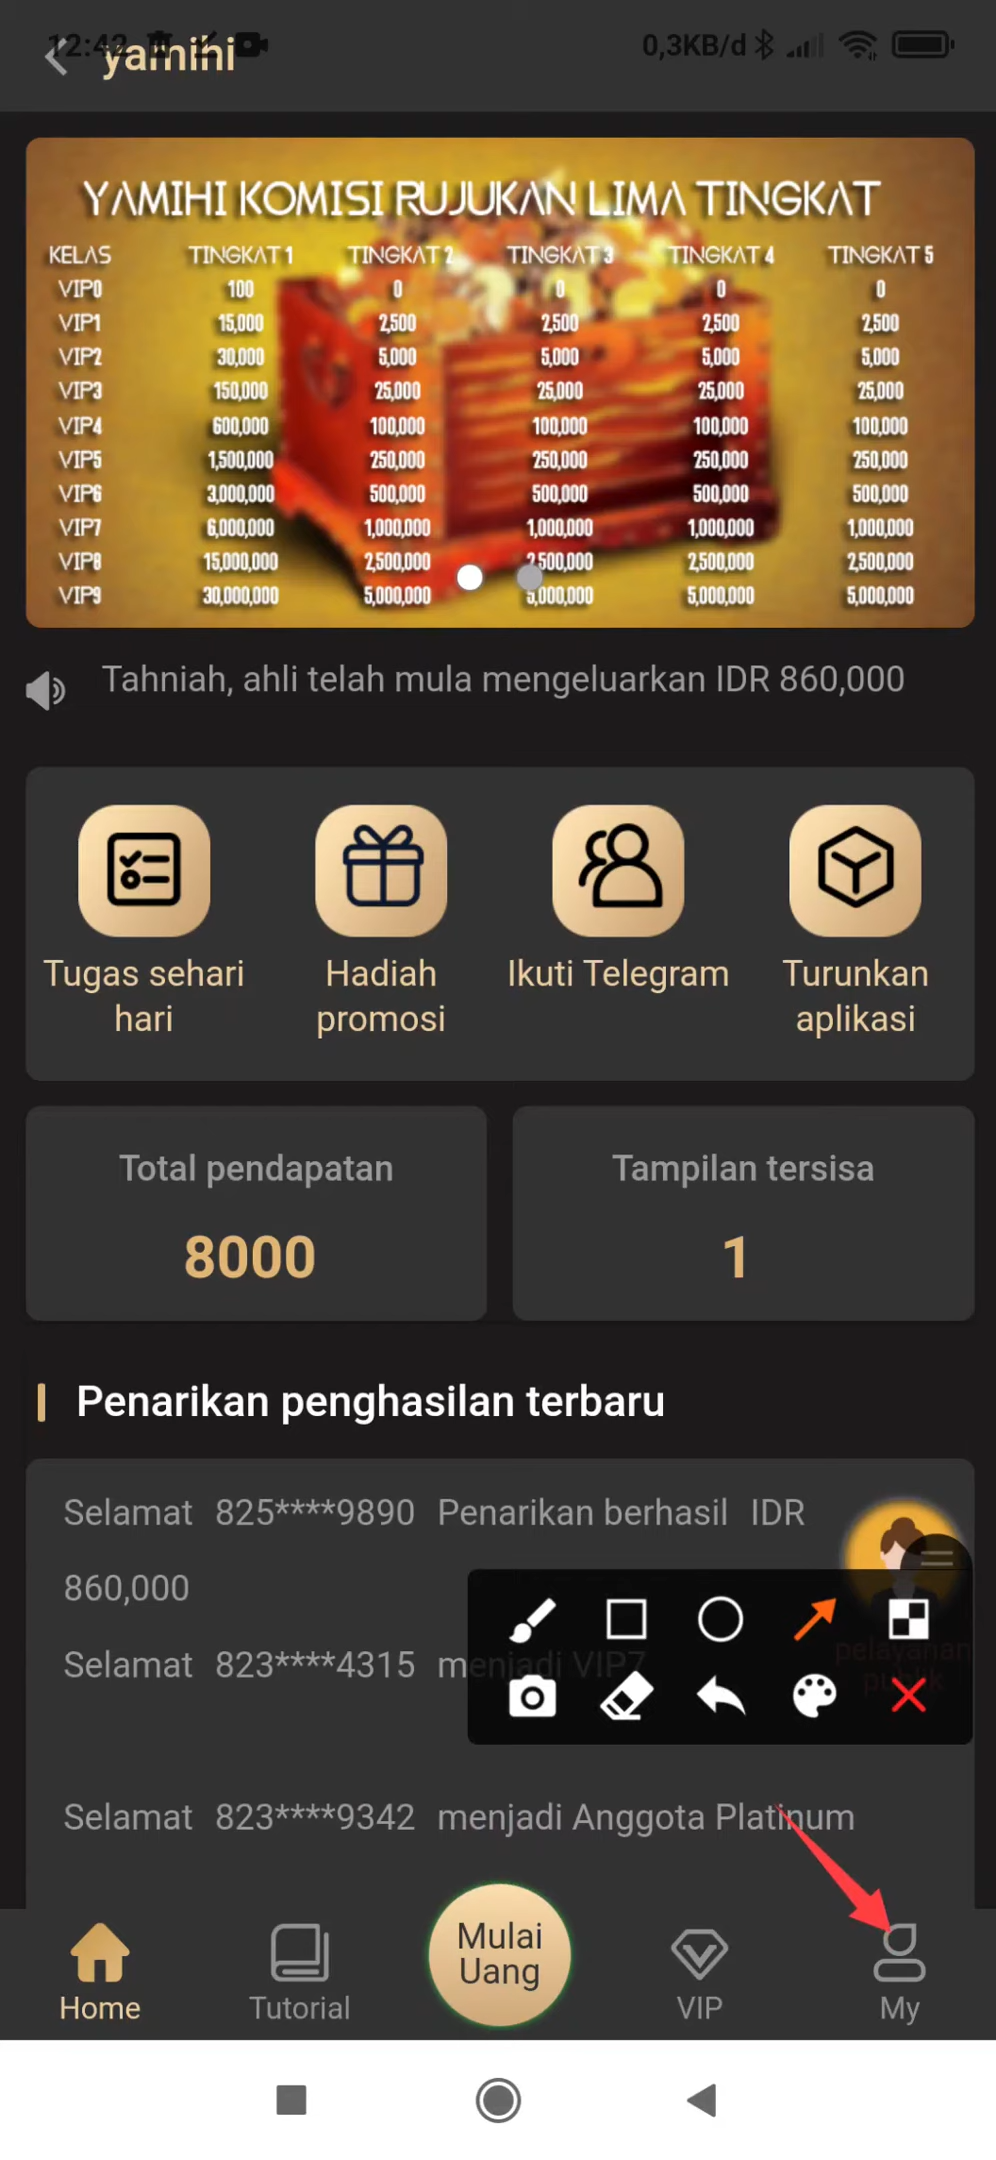 12:42
0,3KB/d
yamihi
YAMIHI KOMISI RUJUKAN LIMA TINGKAT
KELAS TINGKAT 1 TINGKAT 2 TINGKAT 3 TINGKAT 4 TINGKAT 5
VIP0 100 0 0 0 0
VIP1 15,000 2,500 2,500 2,500 2,500
VIP2 30,000 5,000 5,000 5,000 5,000
VIP3 150,000 25,000 25,000 25,000 25,000
VIP4 600,000 100,000 100,000 100,000 100,000
VIP5 1,500,000 250,000 250,000 250,000 250,000
VIP6 3,000,000 500,000 500,000 500,000 500,000
VIP7 6,000,000 1,000,000 1,000,000 1,000,000 1,000,000
VIP8 15,000,000 2,500,000 2,500,000 2,500,000 2,500,000
VIP9 30,000,000 5,000,000 5,000,000 5,000,000 5,000,000
Tahniah, ahli telah mula mengeluarkan IDR 860,000
Tugas sehari
hari
Hadiah
promosi
Ikuti Telegram
Turunkan
aplikasi
Total pendapatan
8000
Tampilan tersisa
1
Penarikan penghasilan terbaru
Selamat 825****9890 Penarikan berhasil IDR
860,000
Selamat 823****4315 menjadi VIP7
pelayanan
publik
Selamat 823****9342 menjadi Anggota Platinum
Mulai
Uang
Home
Tutorial
VIP
My